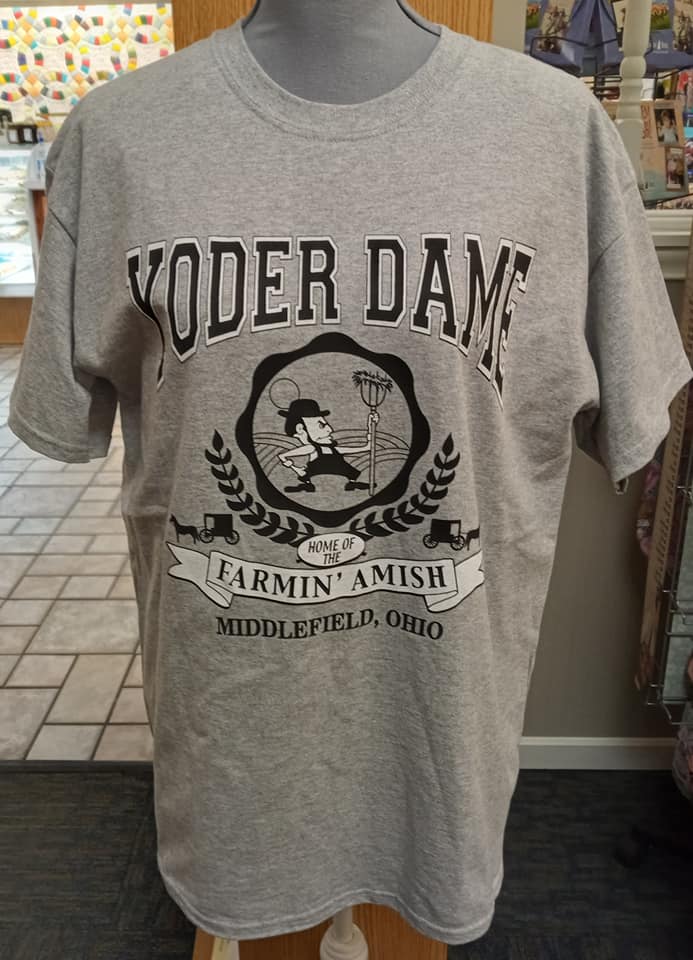 YODER DAME
HOME OF
THE
FARMIN' AMISH
MIDDLEFIELD, OHIO